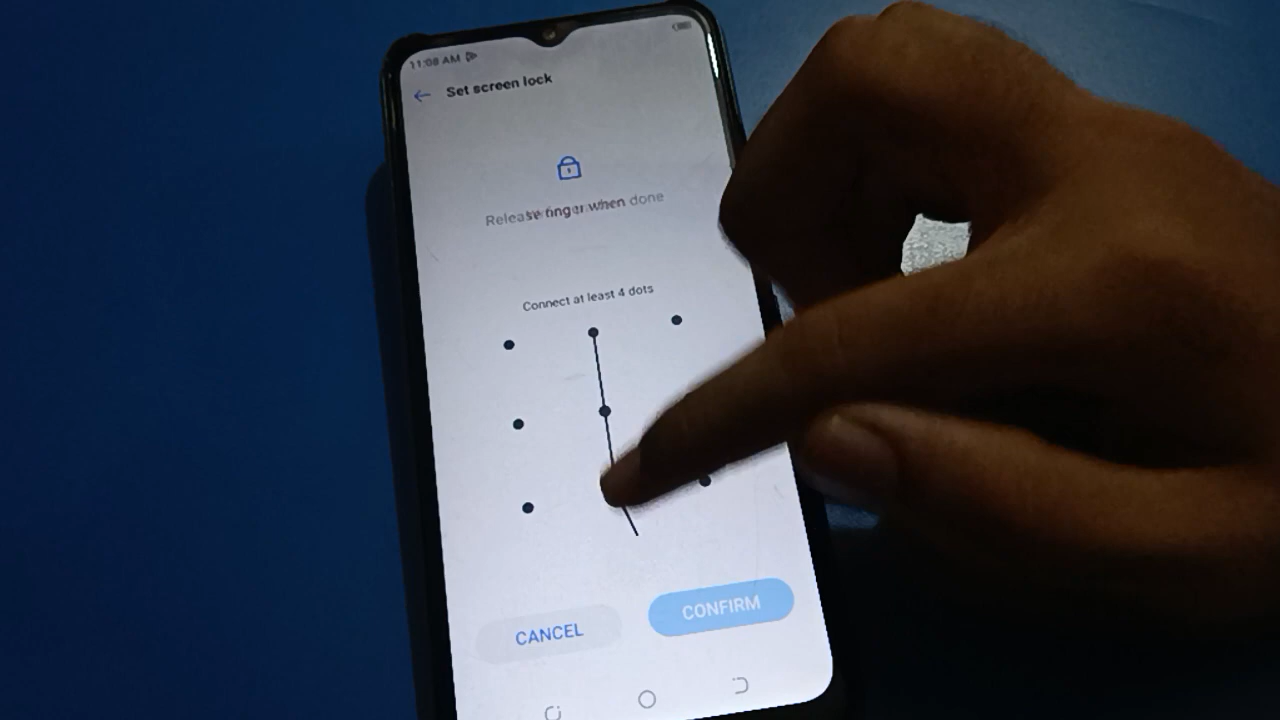 11:08 AM
Set screen lock
Release finger when done
Connect at least 4 dots
CANCEL
CONFIRM